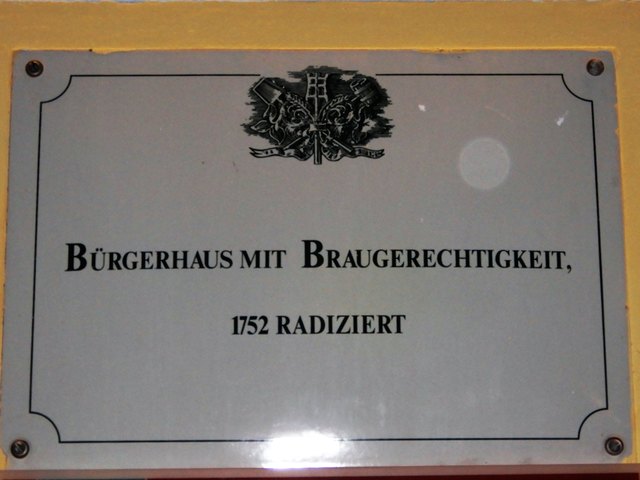 BÜRGERHAUS MIT BRAUGERECHTIGKEIT,
1752 RADIZIERT